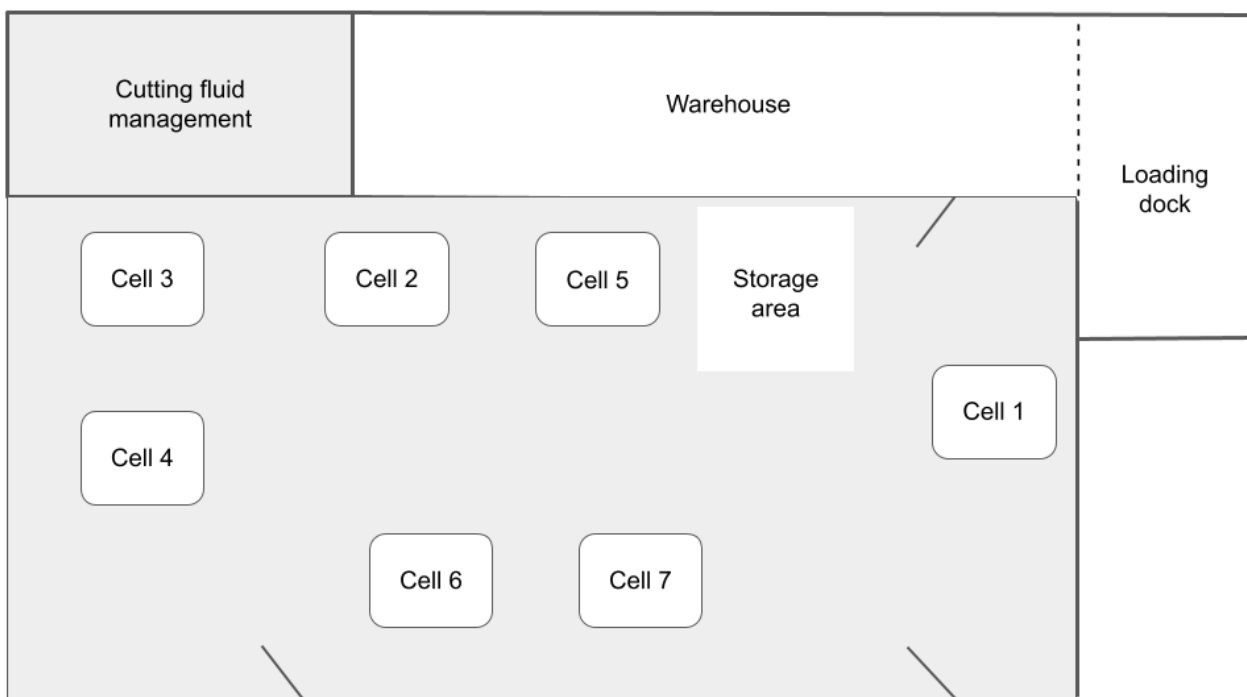 Cutting fluid
management
Warehouse
Loading
dock
Cell 3
Cell 2
Cell 5
Storage
area
Cell 1
Cell 4
Cell 6
Cell 7